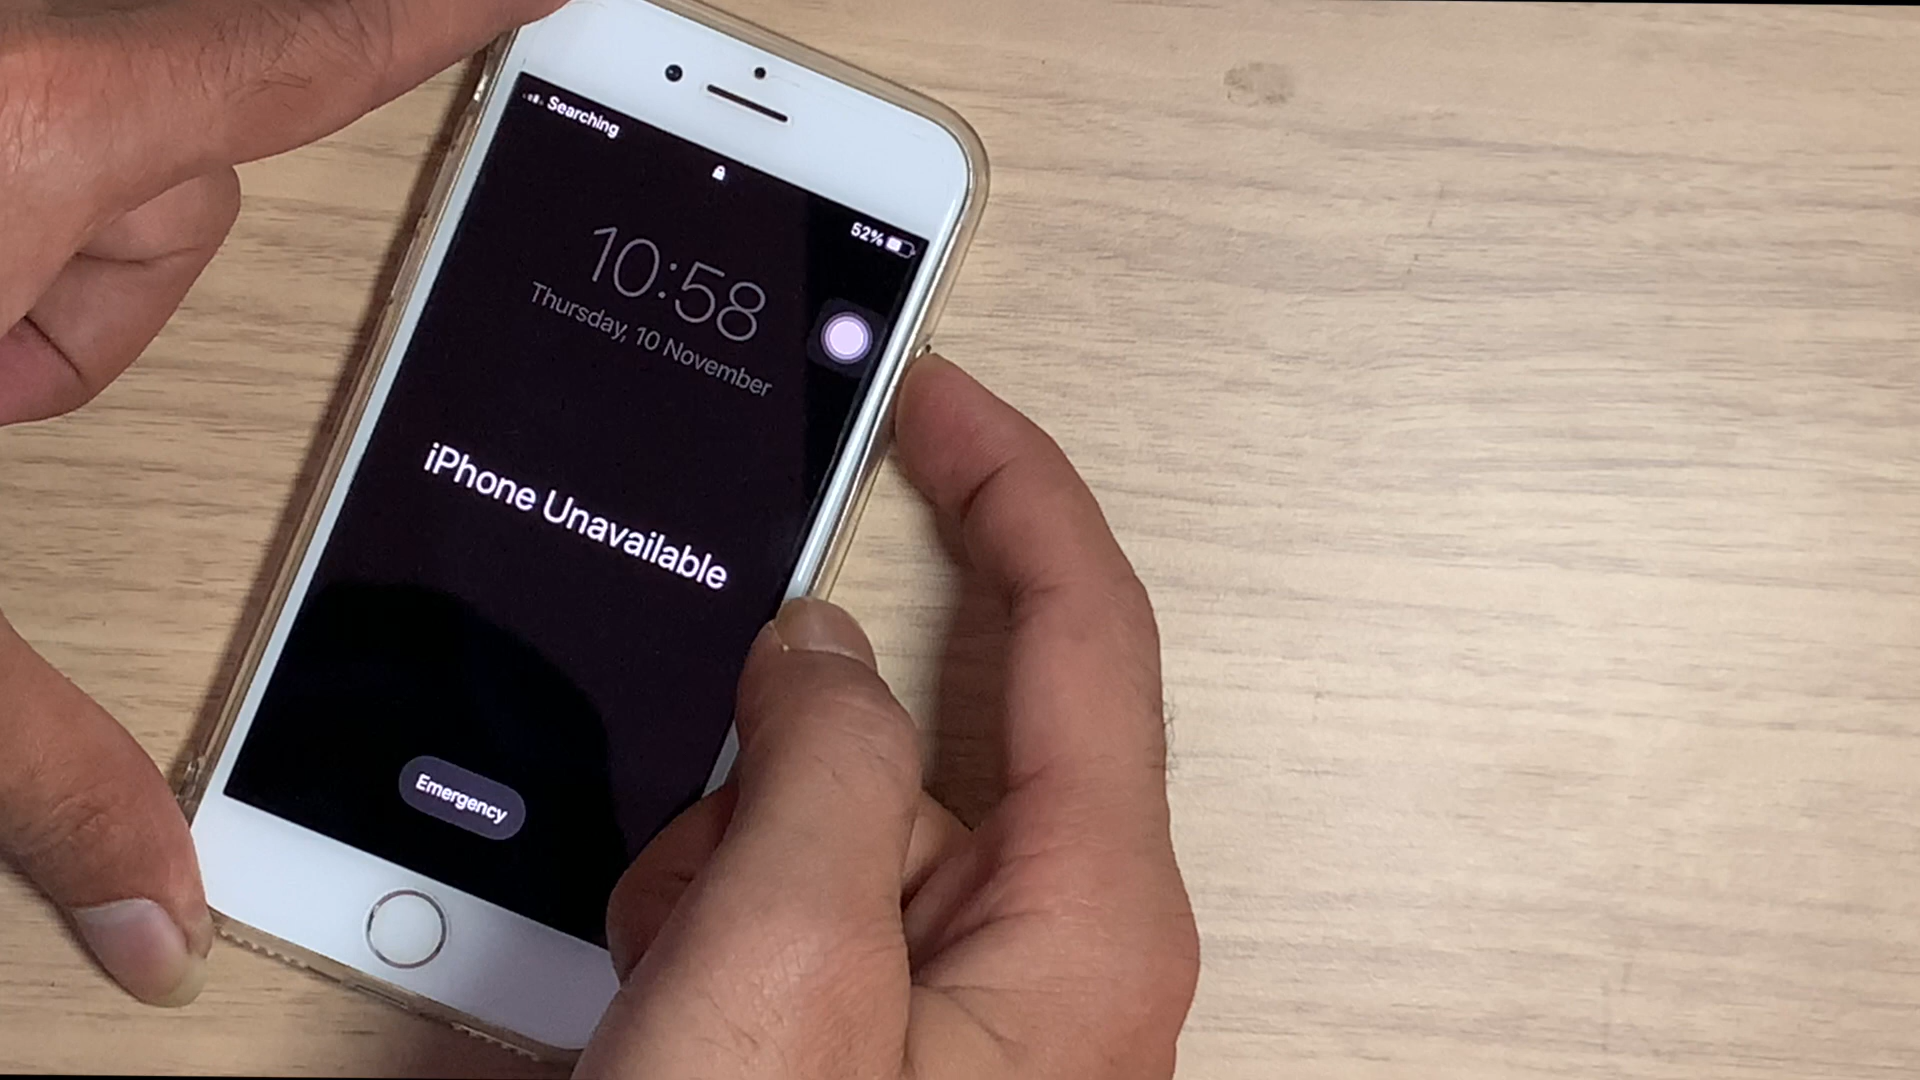 Searching
52%
10:58
Thursday, 10 November
iPhone Unavailable
Emergency